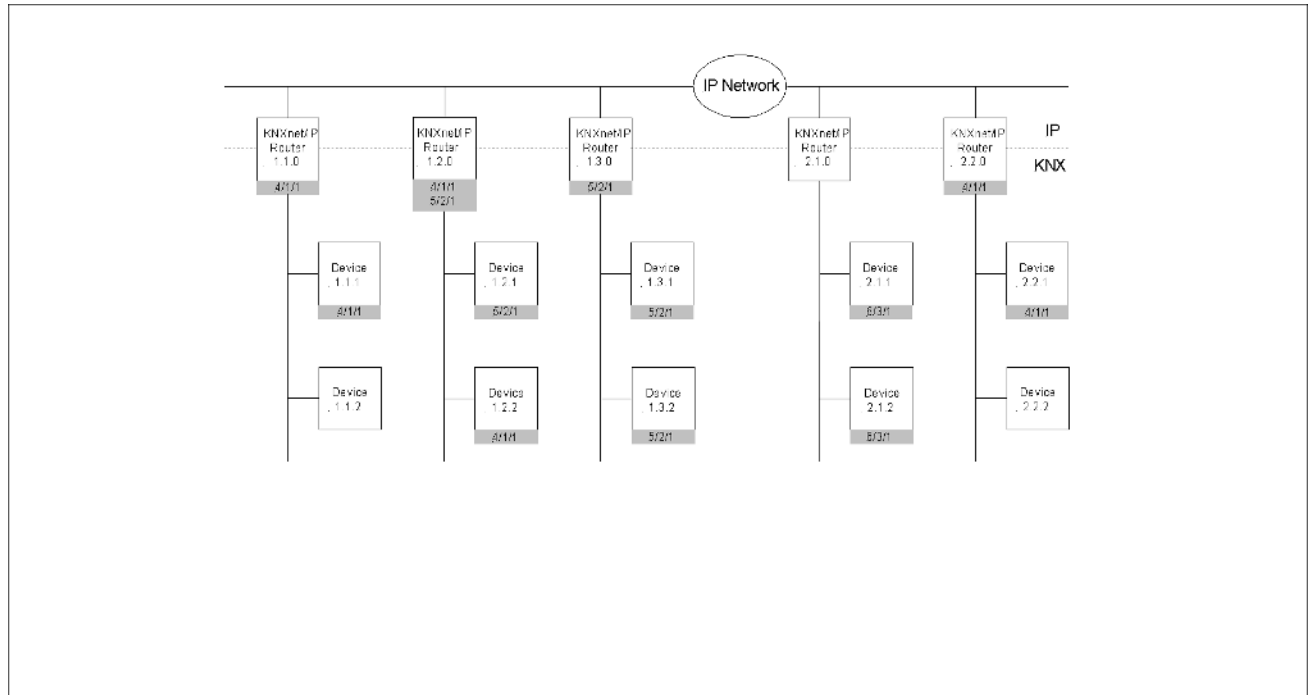 IP Network
KNXnet/IP
Router
1.1.0
4/1/1
KNXnet/IP
Router
1.2.0
4/1/1
5/2/1
KNXnet/IP
Router
1.3.0
5/2/1
KNXnet/IP
Router
2.1.0
KNXnet/IP
Router
2.2.0
4/1/1
IP
KNX
Device
1.1.1
4/1/1
Device
1.2.1
5/2/1
Device
1.3.1
5/2/1
Device
2.1.1
6/3/1
Device
2.2.1
4/1/1
Device
1.1.2
Device
1.2.2
4/1/1
Device
1.3.2
5/2/1
Device
2.1.2
6/3/1
Device
2.2.2